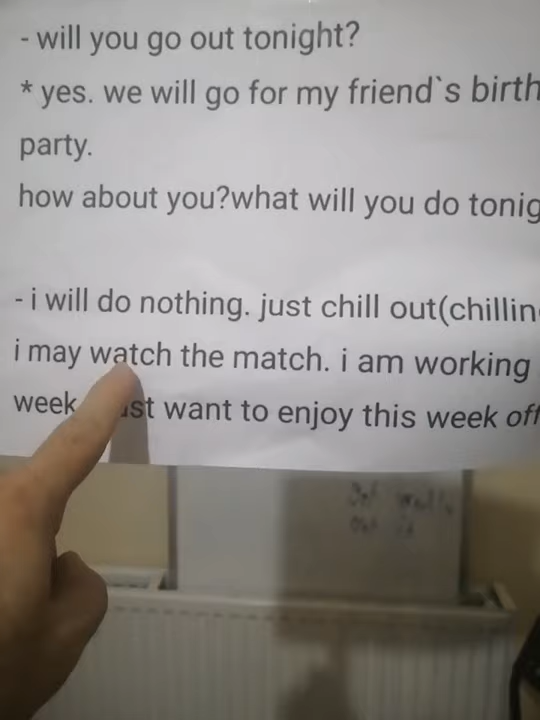 - will you go out tonight?
* yes. we will go for my friend`s birth
party.
how about you?what will you do tonig
- i will do nothing. just chill out(chillin
i may watch the match. i am working
week want to enjoy this week off